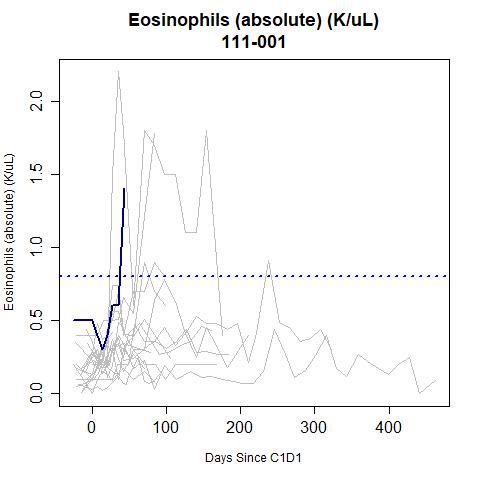 Eosinophils (absolute) (K/uL)
111-001
Eosinophils (absolute) (K/uL)
2.0
1.5
1.0
0.5
0.0
0 100 200 300 400
Days Since C1D1